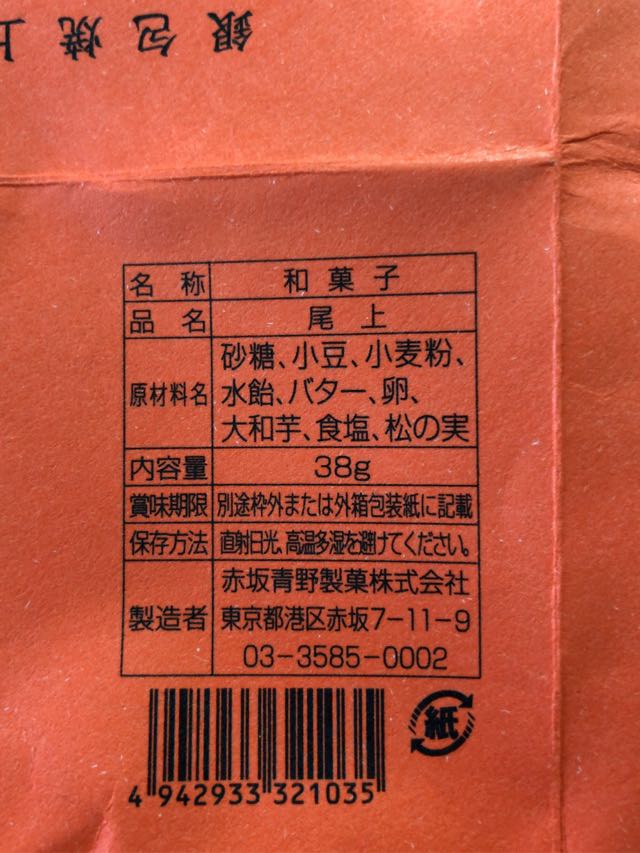 銀包焼上
名称 和菓子
品名 尾上
原材料名 砂糖、小豆、小麦粉、
水飴、バター、卵、
大和芋、食塩、松の実
内容量 38g
賞味期限 別途枠外または外箱包装紙に記載
保存方法 直射日光、高温多湿を避けてください。
製造者 赤坂青野製菓株式会社
東京都港区赤坂7-11-9
03-3585-0002
紙
4 942933 321035